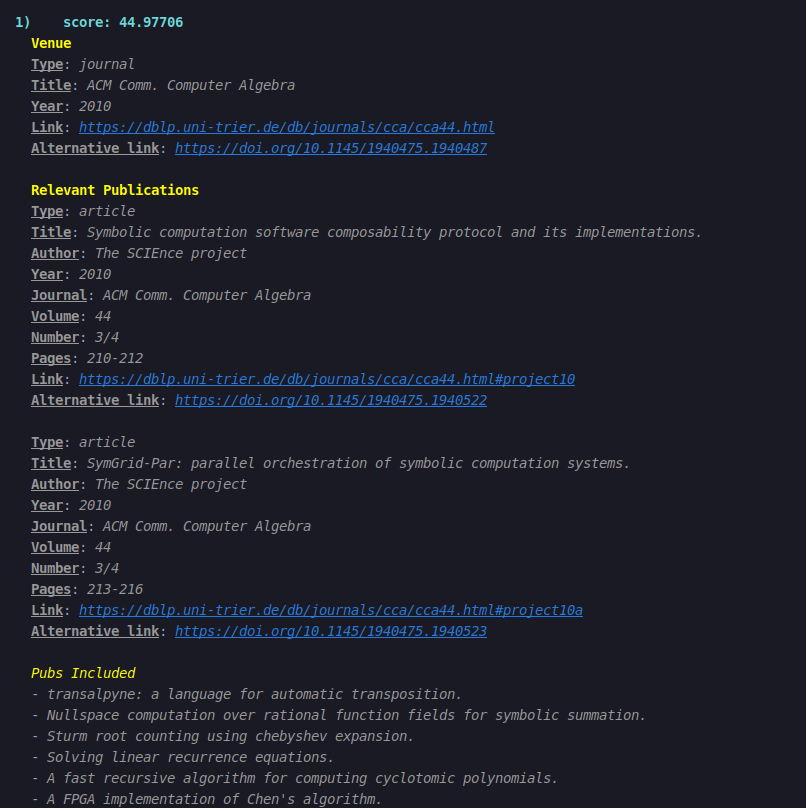 1)    score: 44.97706
Venue
Type: journal
Title: ACM Comm. Computer Algebra
Year: 2010
Link: https://dblp.uni-trier.de/db/journals/cca/cca44.html
Alternative link: https://doi.org/10.1145/1940475.1940487
Relevant Publications
Type: article
Title: Symbolic computation software composability protocol and its implementations.
Author: The SCIEnce project
Year: 2010
Journal: ACM Comm. Computer Algebra
Volume: 44
Number: 3/4
Pages: 210-212
Link: https://dblp.uni-trier.de/db/journals/cca/cca44.html#project10
Alternative link: https://doi.org/10.1145/1940475.1940522
Type: article
Title: SymGrid-Par: parallel orchestration of symbolic computation systems.
Author: The SCIEnce project
Year: 2010
Journal: ACM Comm. Computer Algebra
Volume: 44
Number: 3/4
Pages: 213-216
Link: https://dblp.uni-trier.de/db/journals/cca/cca44.html#project10a
Alternative link: https://doi.org/10.1145/1940475.1940523
Pubs Included
- transalpyne: a language for automatic transposition.
- Nullspace computation over rational function fields for symbolic summation.
- Sturm root counting using chebyshev expansion.
- Solving linear recurrence equations.
- A fast recursive algorithm for computing cyclotomic polynomials.
- A FPGA implementation of Chen's algorithm.